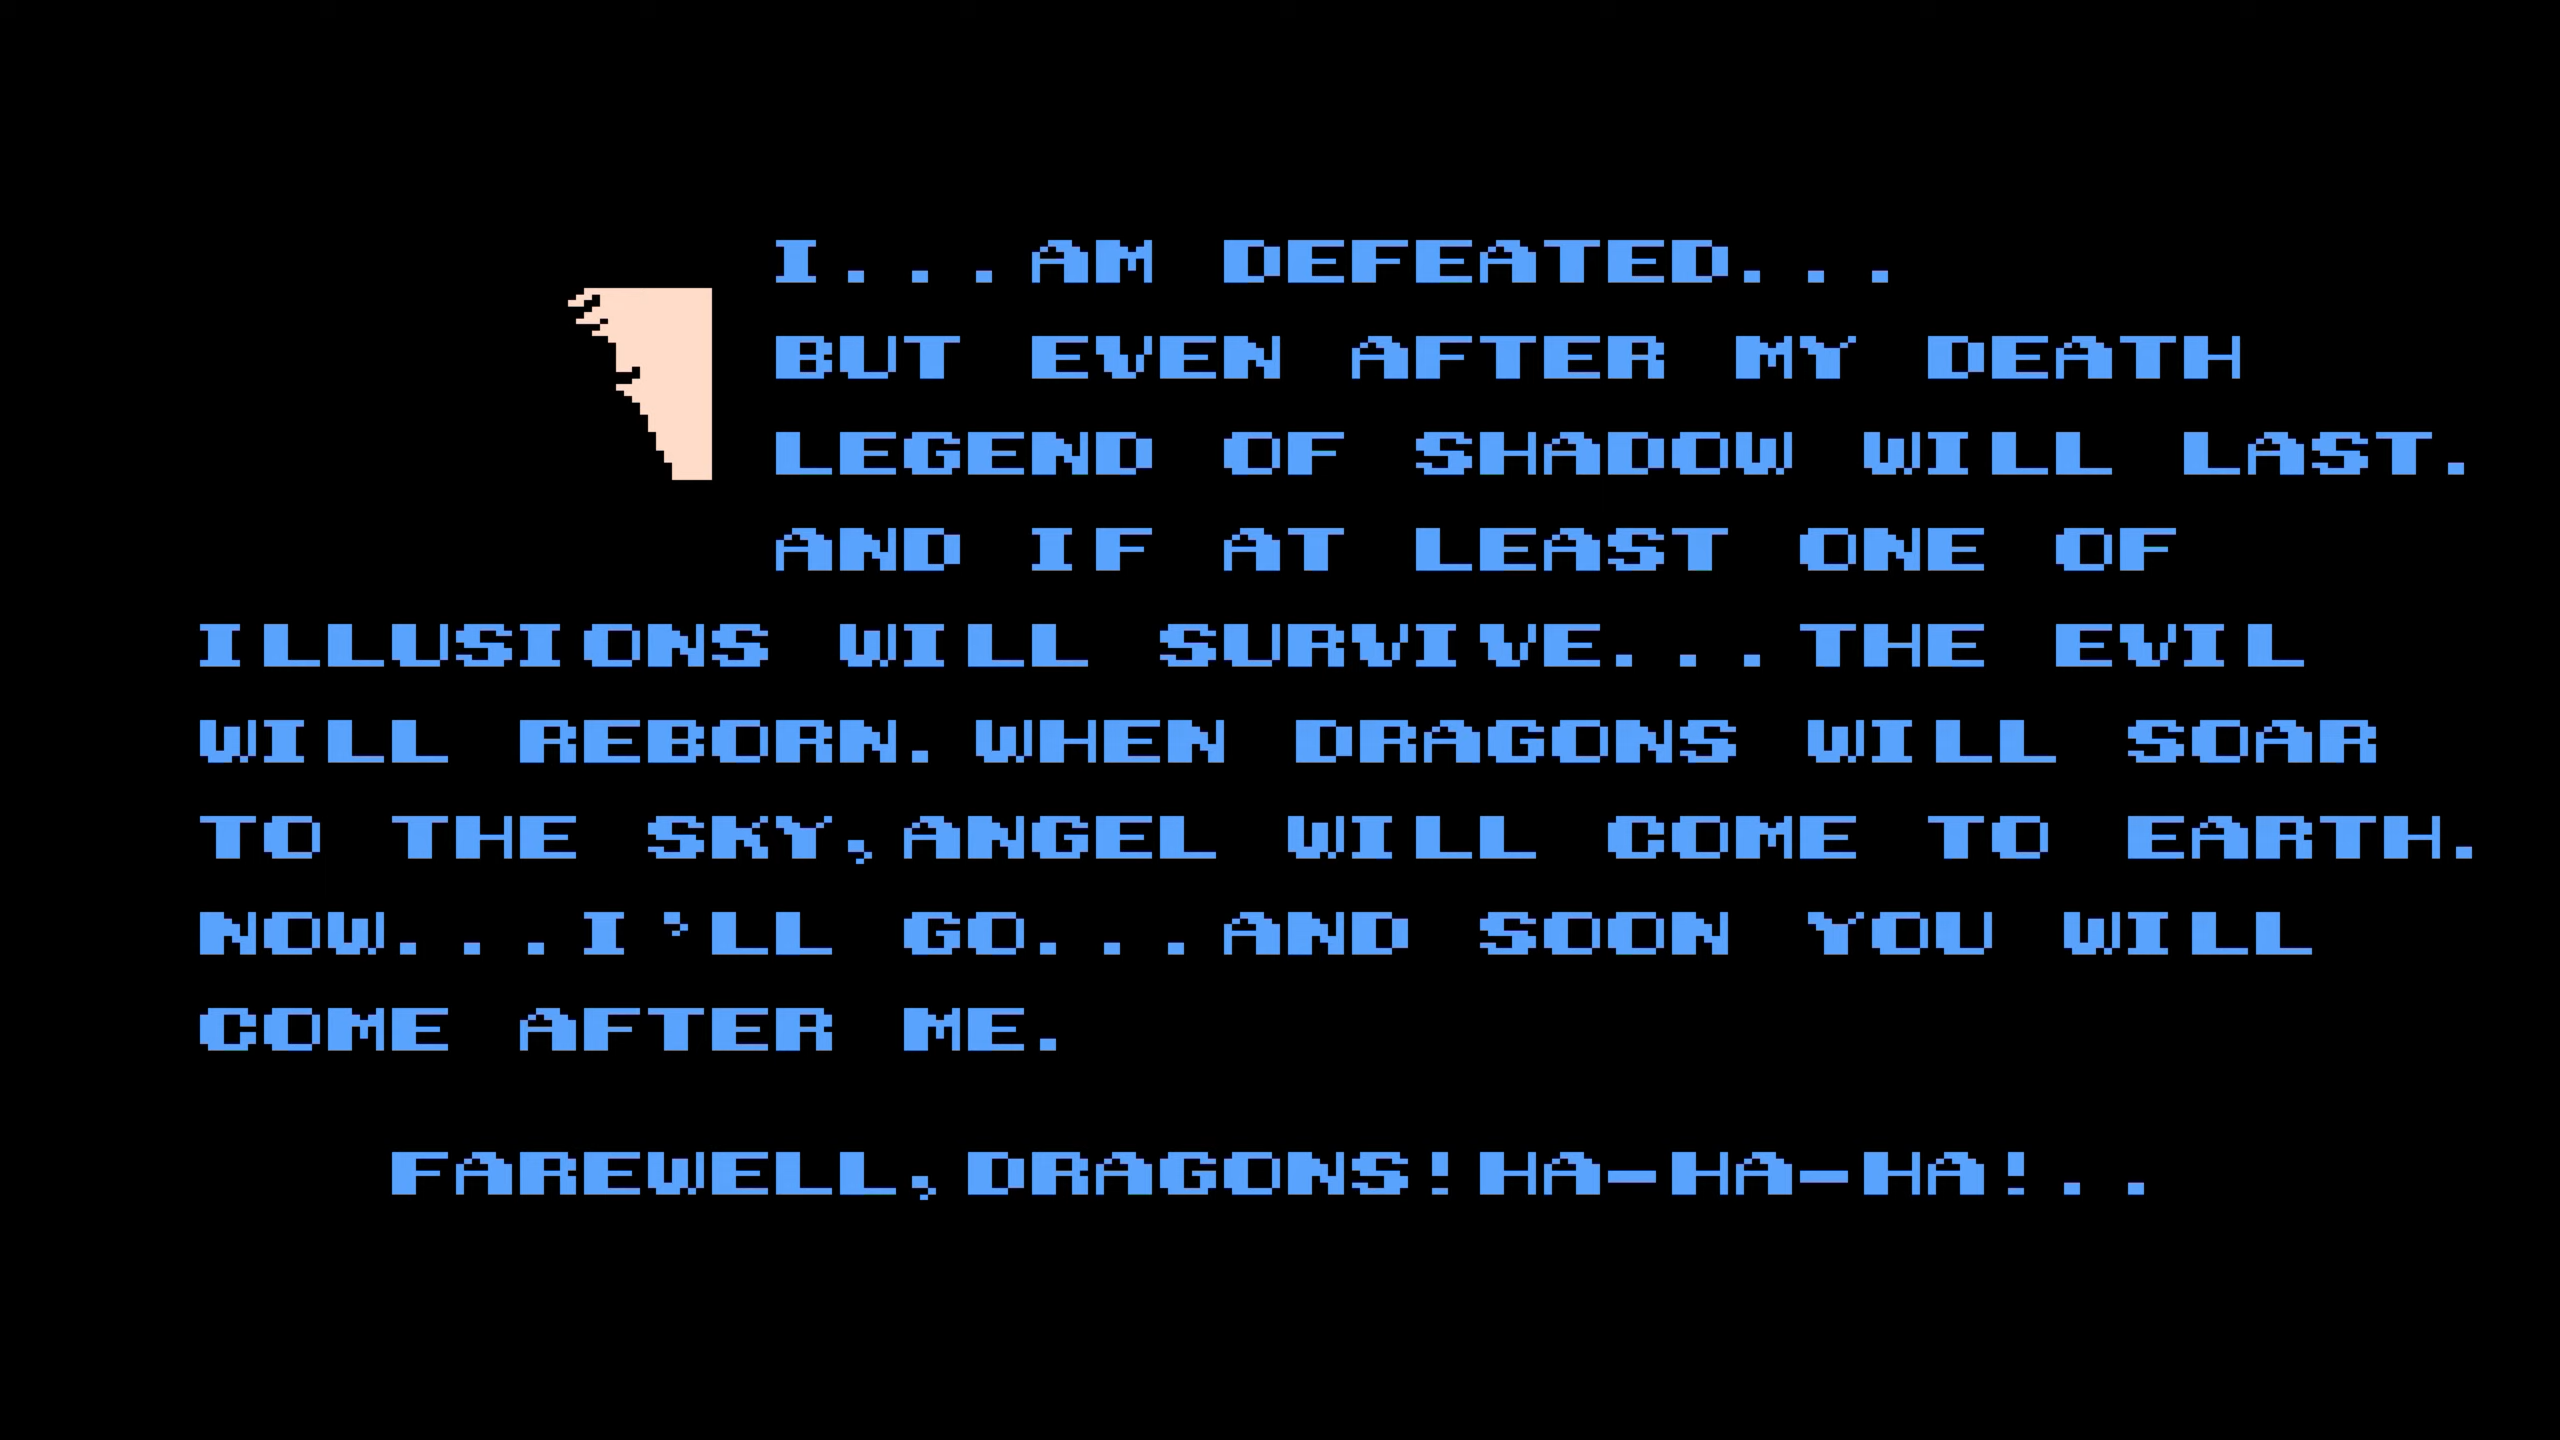 I...AM DEFEATED...
BUT EVEN AFTER MY DEATH
LEGEND OF SHADOW WILL LAST.
AND IF AT LEAST ONE OF
ILLUSIONS WILL SURVIVE...THE EVIL
WILL REBORN.WHEN DRAGONS WILL SOAR
TO THE SKY,ANGEL WILL COME TO EARTH.
NOW...I'LL GO...AND SOON YOU WILL
COME AFTER ME.
FAREWELL,DRAGONS!HA-HA-HA!..